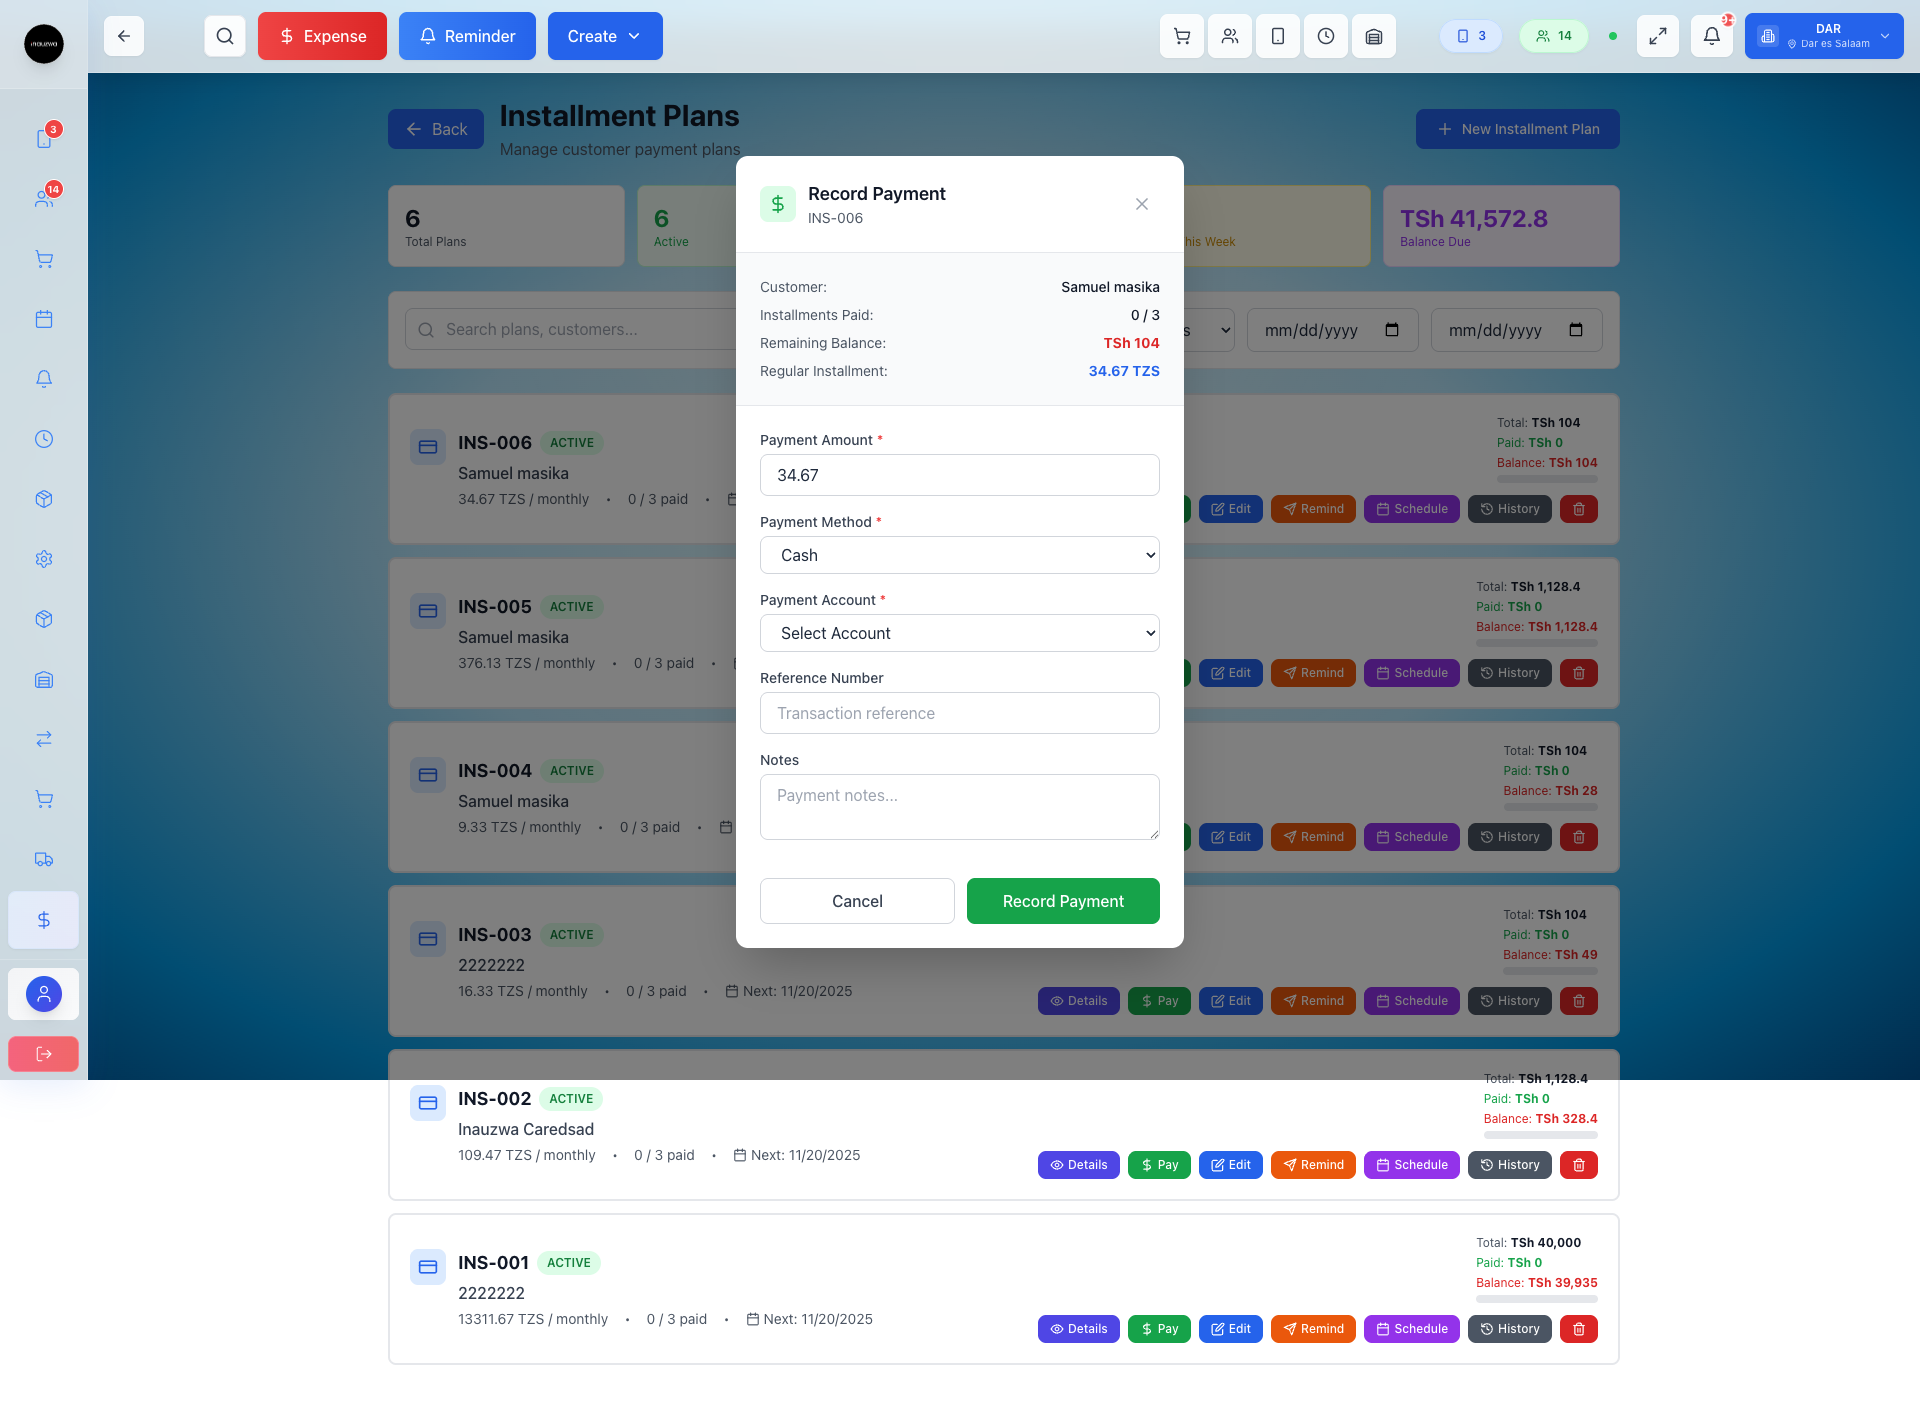 inauzwa
Expense
Reminder
Create
3
14
DAR
Dar es Salaam
3
14
Back
Installment Plans
Manage customer payment plans
New Installment Plan
6
Total Plans
6
Active
his Week
TSh 41,572.8
Balance Due
Search plans, customers...
s
mm/dd/yyyy
mm/dd/yyyy
Record Payment
INS-006
Customer: Samuel masika
Installments Paid: 0 / 3
Remaining Balance: TSh 104
Regular Installment: 34.67 TZS
Payment Amount *
34.67
Payment Method *
Cash
Payment Account *
Select Account
Reference Number
Transaction reference
Notes
Payment notes...
Cancel
Record Payment
INS-006 ACTIVE
Samuel masika
34.67 TZS / monthly • 0 / 3 paid •
Total: TSh 104
Paid: TSh 0
Balance: TSh 104
Edit Remind Schedule History
INS-005 ACTIVE
Samuel masika
376.13 TZS / monthly • 0 / 3 paid •
Total: TSh 1,128.4
Paid: TSh 0
Balance: TSh 1,128.4
Edit Remind Schedule History
INS-004 ACTIVE
Samuel masika
9.33 TZS / monthly • 0 / 3 paid •
Total: TSh 104
Paid: TSh 0
Balance: TSh 28
Edit Remind Schedule History
INS-003 ACTIVE
2222222
16.33 TZS / monthly • 0 / 3 paid • Next: 11/20/2025
Total: TSh 104
Paid: TSh 0
Balance: TSh 49
Details Pay Edit Remind Schedule History
INS-002 ACTIVE
Inauzwa Caredsad
109.47 TZS / monthly • 0 / 3 paid • Next: 11/20/2025
Total: TSh 1,128.4
Paid: TSh 0
Balance: TSh 328.4
Details Pay Edit Remind Schedule History
INS-001 ACTIVE
2222222
13311.67 TZS / monthly • 0 / 3 paid • Next: 11/20/2025
Total: TSh 40,000
Paid: TSh 0
Balance: TSh 39,935
Details Pay Edit Remind Schedule History